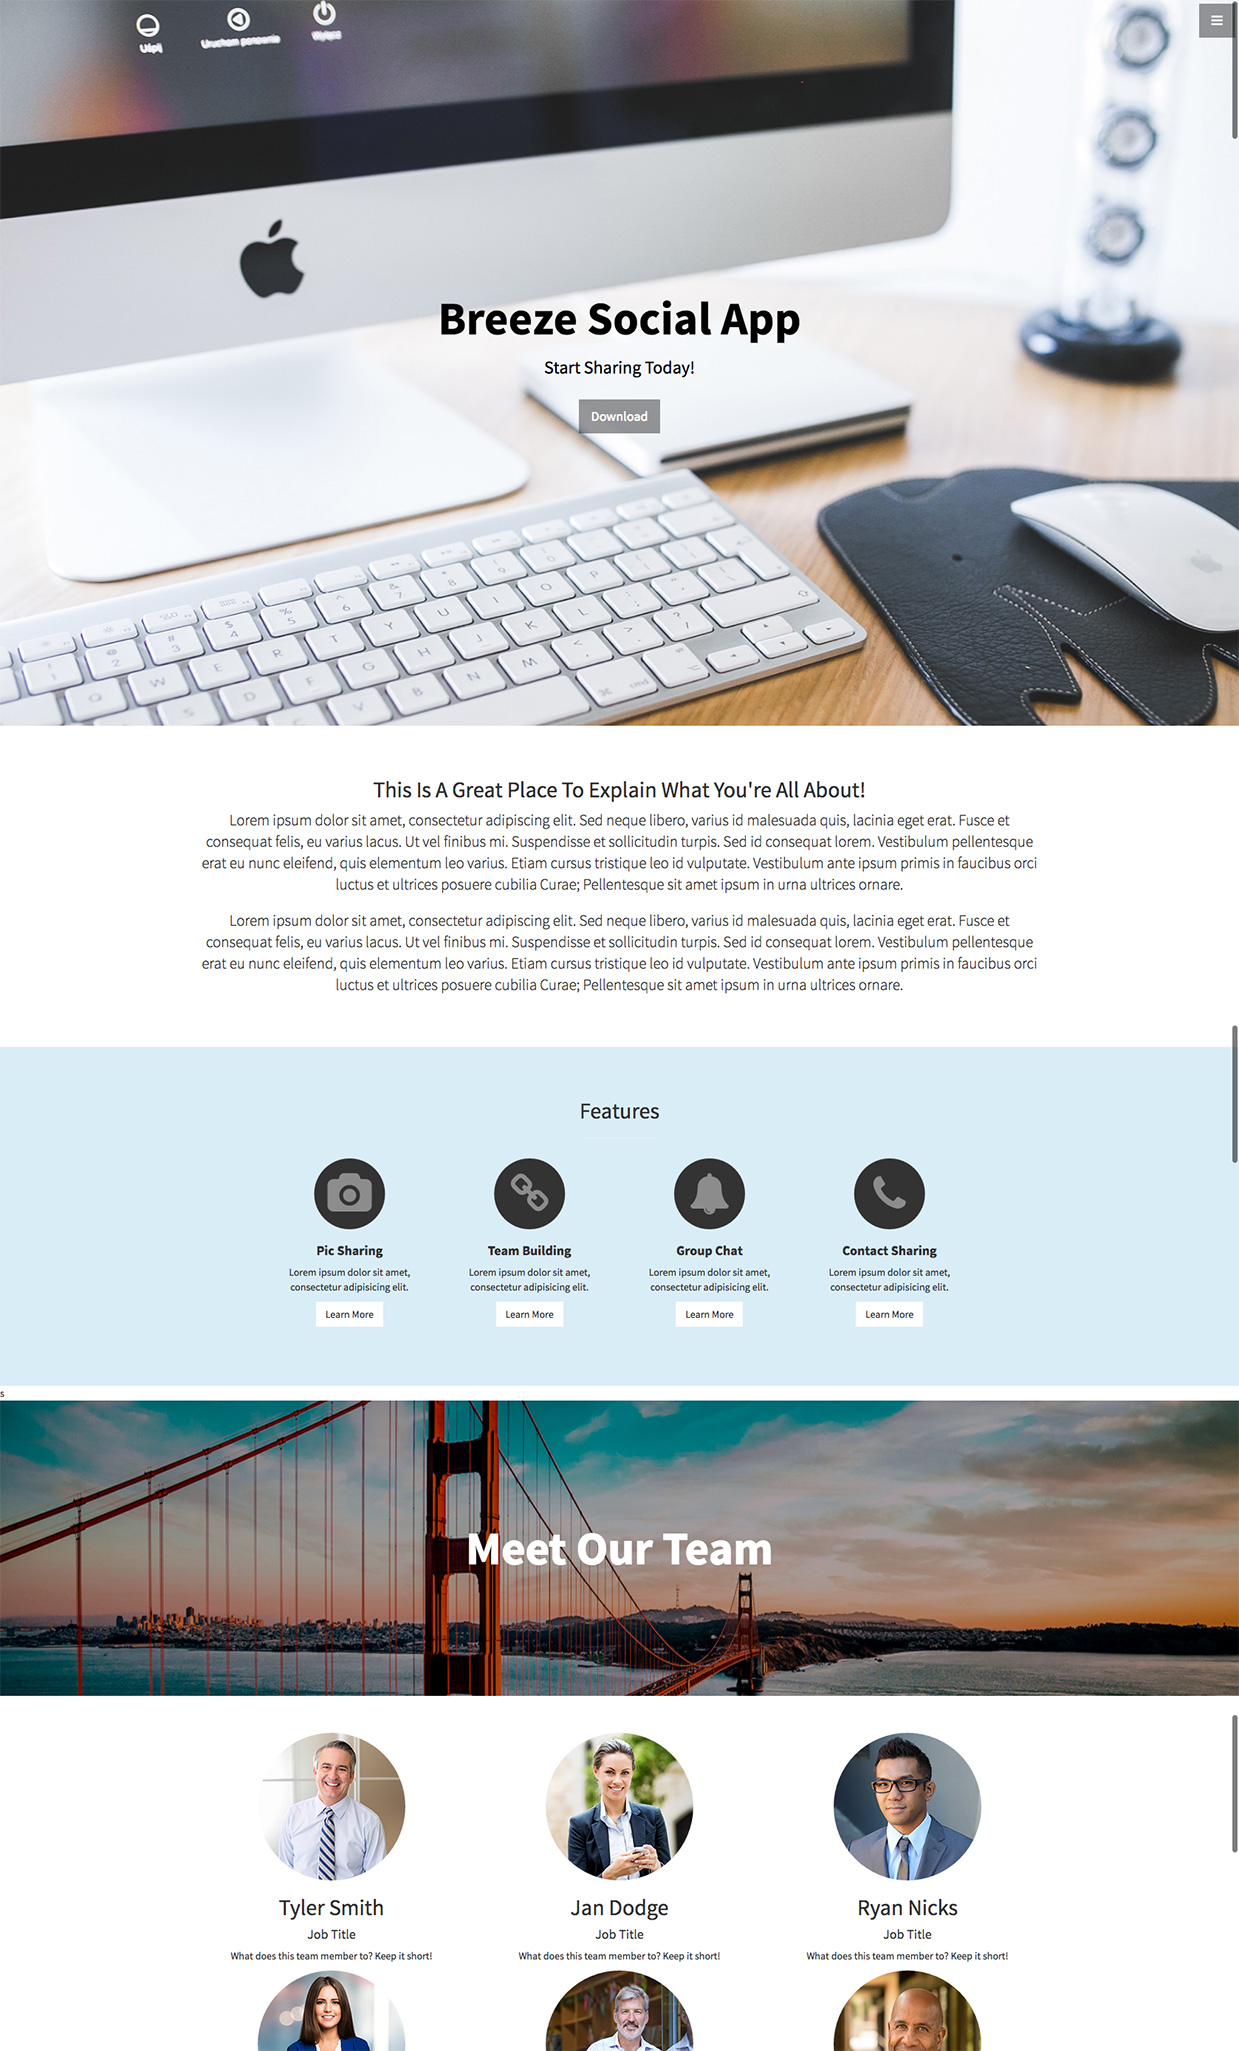 Uśpij
Uruchom ponownie
Wyłącz
Breeze Social App
Start Sharing Today!
Download
This Is A Great Place To Explain What You're All About!
Lorem ipsum dolor sit amet, consectetur adipiscing elit. Sed neque libero, varius id malesuada quis, lacinia eget erat. Fusce et
consequat felis, eu varius lacus. Ut vel finibus mi. Suspendisse et sollicitudin turpis. Sed id consequat lorem. Vestibulum pellentesque
erat eu nunc eleifend, quis elementum leo varius. Etiam cursus tristique leo id vulputate. Vestibulum ante ipsum primis in faucibus orci
luctus et ultrices posuere cubilia Curae; Pellentesque sit amet ipsum in urna ultrices ornare.
Lorem ipsum dolor sit amet, consectetur adipiscing elit. Sed neque libero, varius id malesuada quis, lacinia eget erat. Fusce et
consequat felis, eu varius lacus. Ut vel finibus mi. Suspendisse et sollicitudin turpis. Sed id consequat lorem. Vestibulum pellentesque
erat eu nunc eleifend, quis elementum leo varius. Etiam cursus tristique leo id vulputate. Vestibulum ante ipsum primis in faucibus orci
luctus et ultrices posuere cubilia Curae; Pellentesque sit amet ipsum in urna ultrices ornare.
Features
Pic Sharing
Lorem ipsum dolor sit amet,
consectetur adipisicing elit.
Learn More
Team Building
Lorem ipsum dolor sit amet,
consectetur adipisicing elit.
Learn More
Group Chat
Lorem ipsum dolor sit amet,
consectetur adipisicing elit.
Learn More
Contact Sharing
Lorem ipsum dolor sit amet,
consectetur adipisicing elit.
Learn More
s
Meet Our Team
Tyler Smith
Job Title
What does this team member to? Keep it short!
Jan Dodge
Job Title
What does this team member to? Keep it short!
Ryan Nicks
Job Title
What does this team member to? Keep it short!